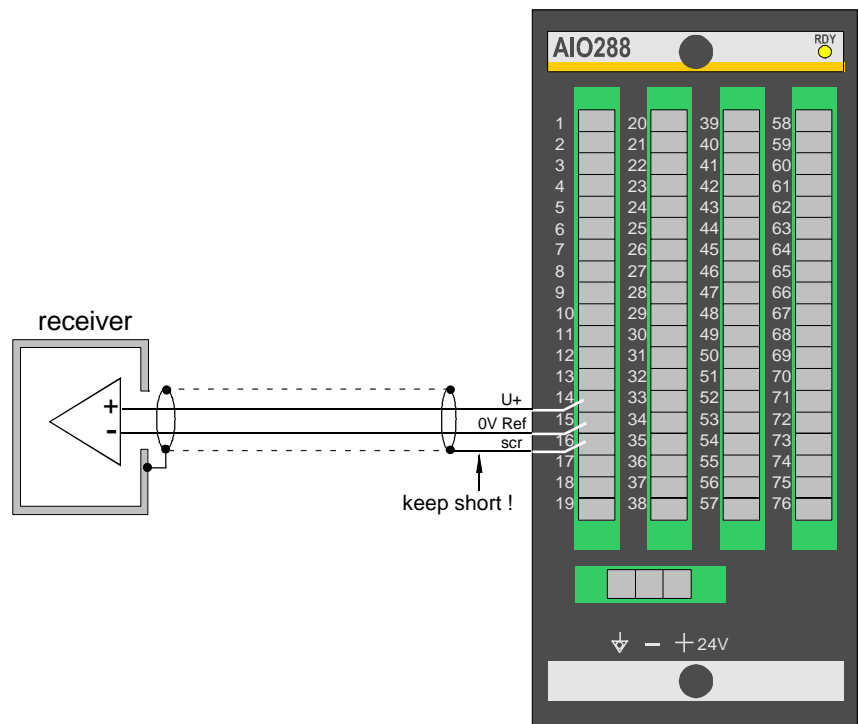 AIO288
RDY
1 20 39 58
2 21 40 59
3 22 41 60
4 23 42 61
5 24 43 62
6 25 44 63
7 26 45 64
8 27 46 65
9 28 47 66
10 29 48 67
11 30 49 68
12 31 50 69
13 32 51 70
14 33 52 71
15 34 53 72
16 35 54 73
17 36 55 74
18 37 56 75
19 38 57 76
receiver
+
-
U+
0V Ref
scr
keep short !
− + 24V